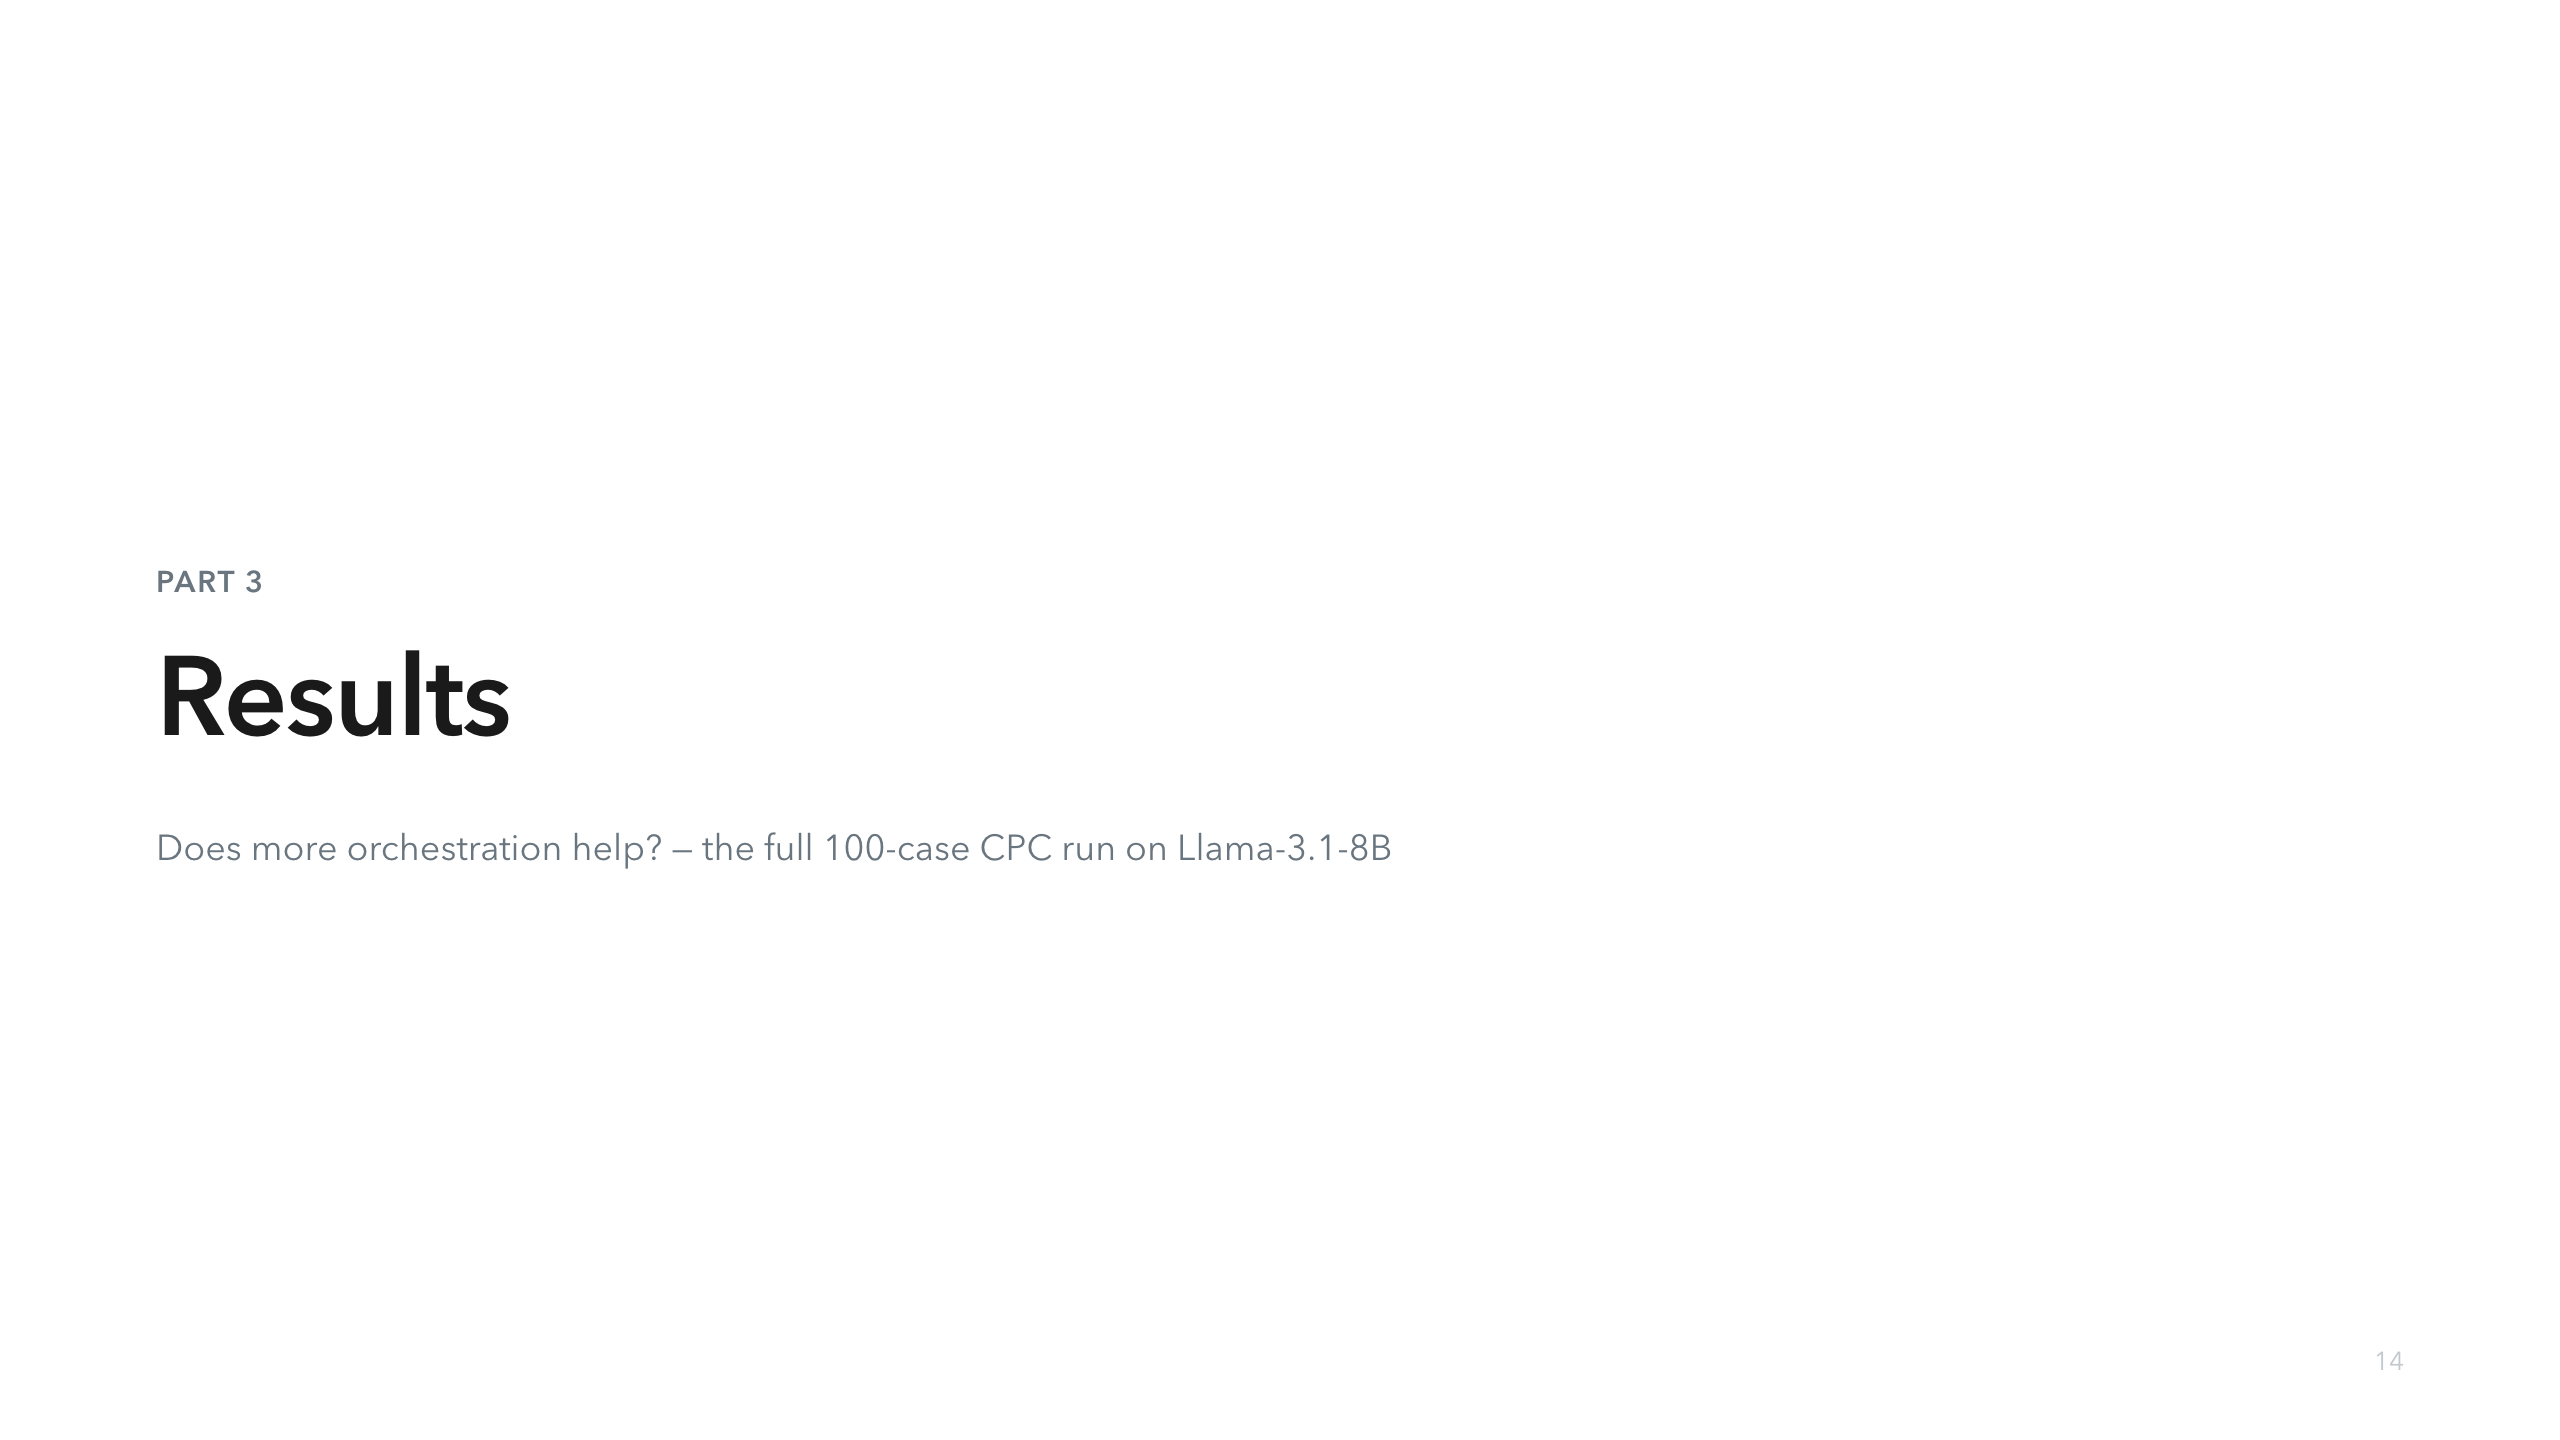 PART 3
Results
Does more orchestration help? – the full 100-case CPC run on Llama-3.1-8B
14